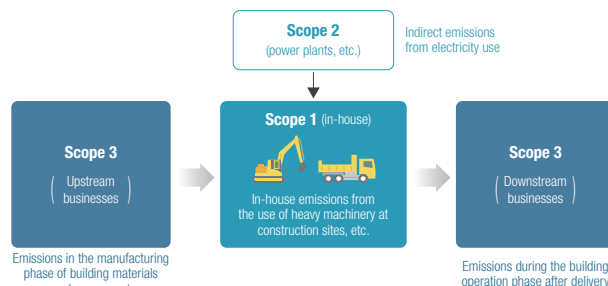 Scope 2
(power plants, etc.)
Indirect emissions
from electricity use
Scope 3
(Upstream
businesses)
Scope 1 (in-house)
In-house emissions from
the use of heavy machinery at
construction sites, etc.
Scope 3
(Downstream
businesses)
Emissions in the manufacturing
phase of building materials
Emissions during the building
operation phase after delivery